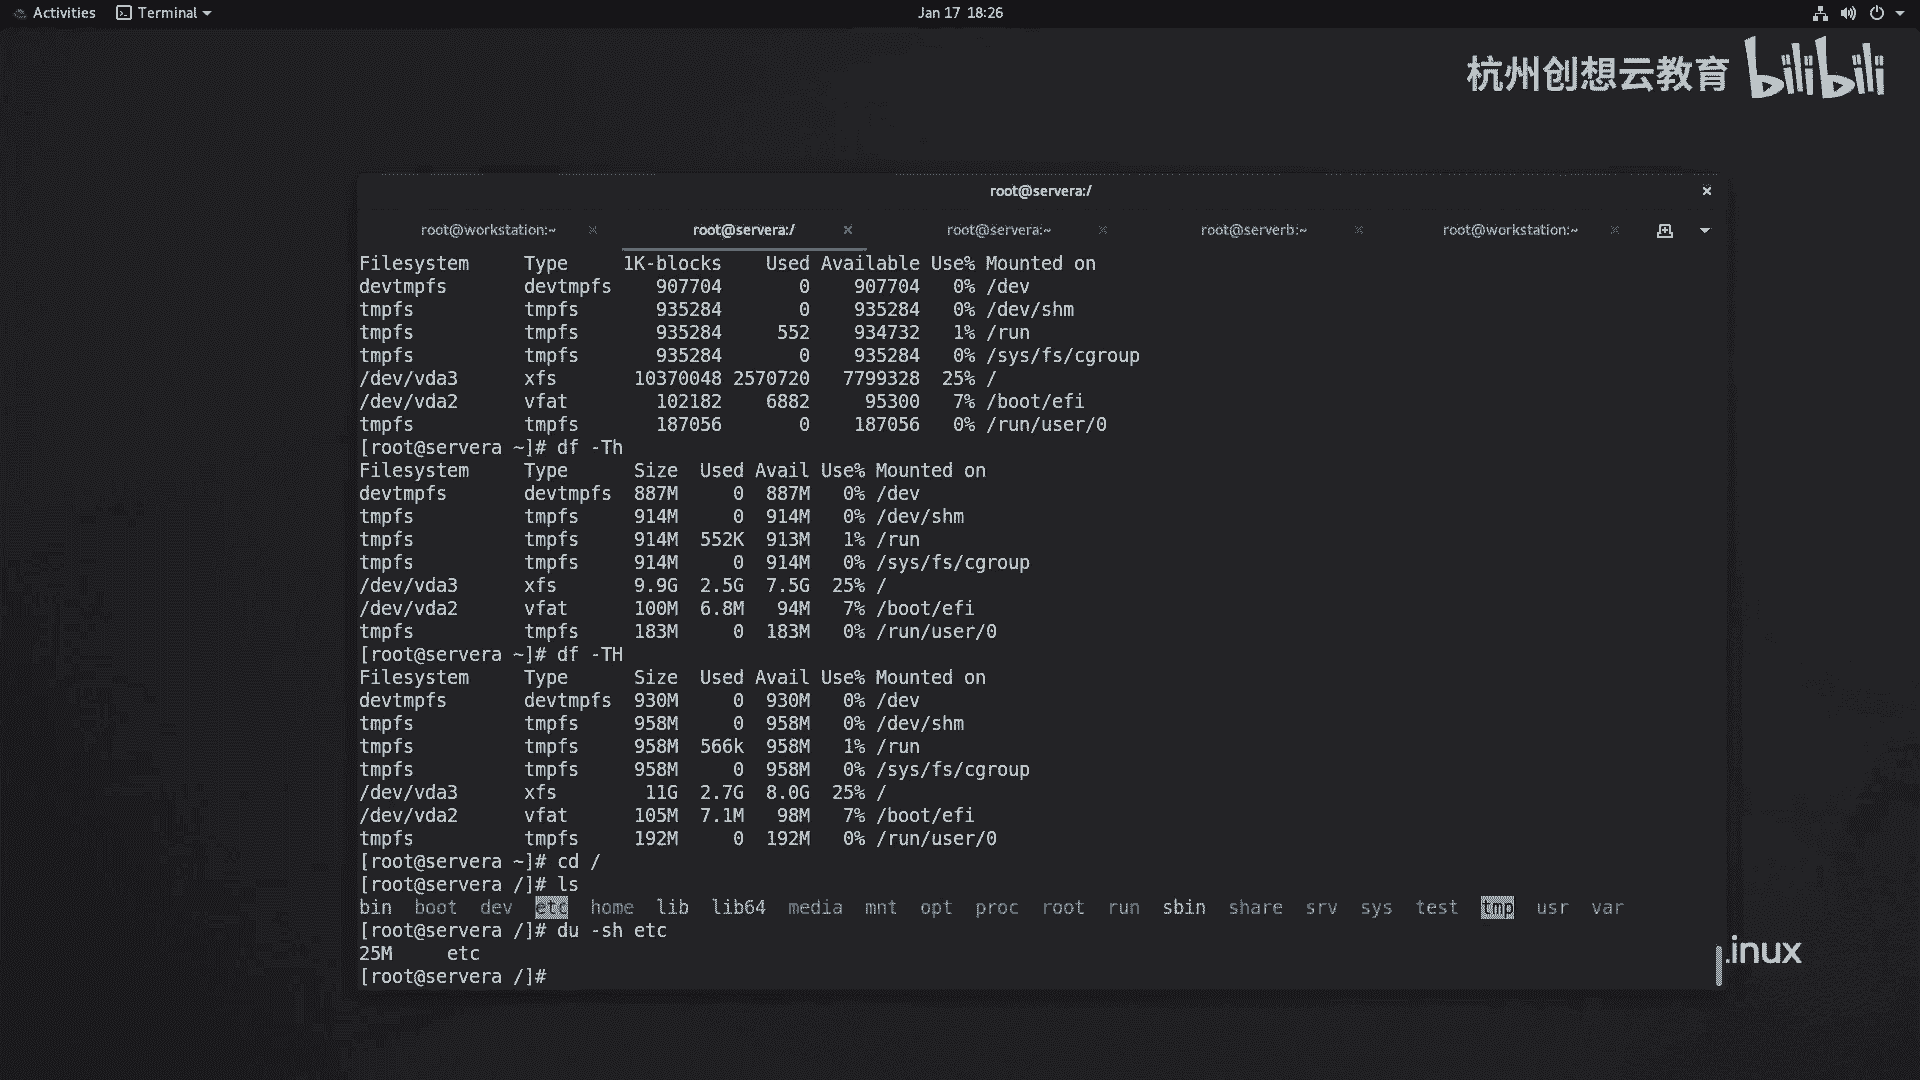 Activities Terminal Jan 17 18:26
杭州创想云教育 bilibili
root@servera:/
root@workstation:~ root@servera:/ root@servera:~ root@serverb:~ root@workstation:~
Filesystem Type 1K-blocks Used Available Use% Mounted on
devtmpfs devtmpfs 907704 0 907704 0% /dev
tmpfs tmpfs 935284 0 935284 0% /dev/shm
tmpfs tmpfs 935284 552 934732 1% /run
tmpfs tmpfs 935284 0 935284 0% /sys/fs/cgroup
/dev/vda3 xfs 10370048 2570720 7799328 25% /
/dev/vda2 vfat 102182 6882 95300 7% /boot/efi
tmpfs tmpfs 187056 0 187056 0% /run/user/0
[root@servera ~]# df -Th
Filesystem Type Size Used Avail Use% Mounted on
devtmpfs devtmpfs 887M 0 887M 0% /dev
tmpfs tmpfs 914M 0 914M 0% /dev/shm
tmpfs tmpfs 914M 552K 913M 1% /run
tmpfs tmpfs 914M 0 914M 0% /sys/fs/cgroup
/dev/vda3 xfs 9.9G 2.5G 7.5G 25% /
/dev/vda2 vfat 100M 6.8M 94M 7% /boot/efi
tmpfs tmpfs 183M 0 183M 0% /run/user/0
[root@servera ~]# df -TH
Filesystem Type Size Used Avail Use% Mounted on
devtmpfs devtmpfs 930M 0 930M 0% /dev
tmpfs tmpfs 958M 0 958M 0% /dev/shm
tmpfs tmpfs 958M 566k 958M 1% /run
tmpfs tmpfs 958M 0 958M 0% /sys/fs/cgroup
/dev/vda3 xfs 11G 2.7G 8.0G 25% /
/dev/vda2 vfat 105M 7.1M 98M 7% /boot/efi
tmpfs tmpfs 192M 0 192M 0% /run/user/0
[root@servera ~]# cd /
[root@servera /]# ls
bin boot dev etc home lib lib64 media mnt opt proc root run sbin share srv sys test tmp usr var
[root@servera /]# du -sh etc
25M etc
[root@servera /]#
.inux